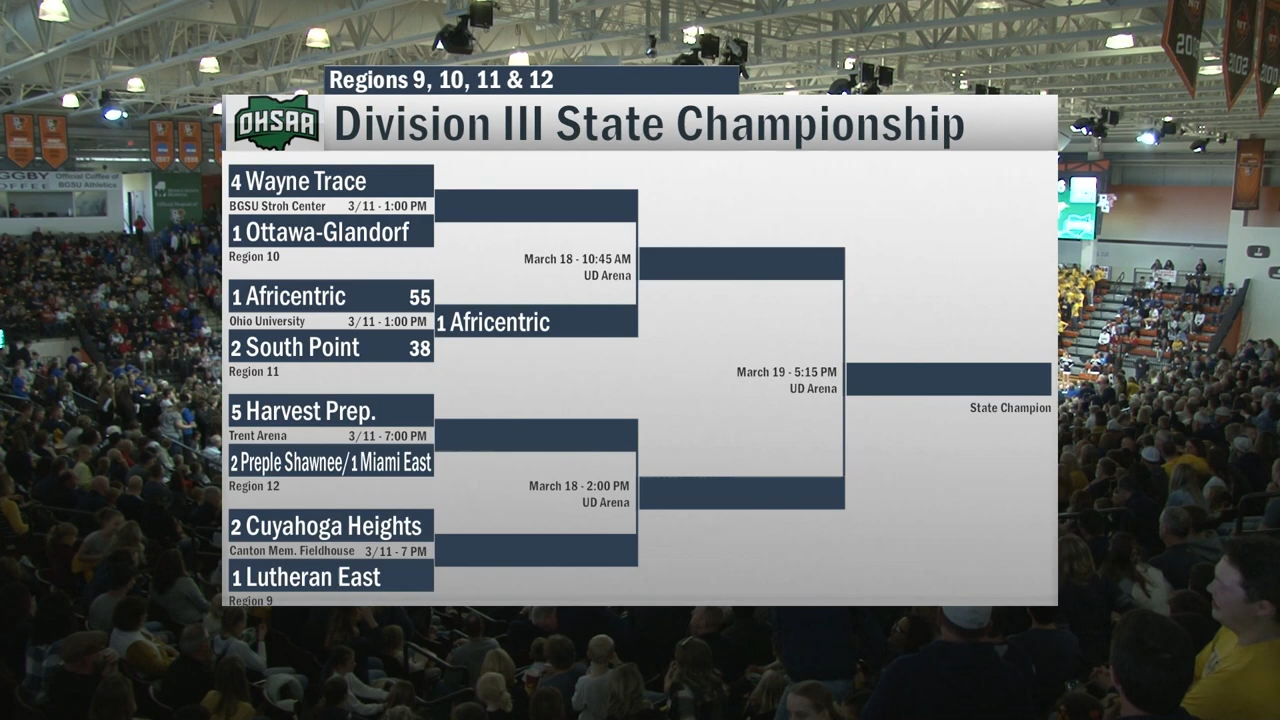 Regions 9, 10, 11 & 12
OHSAA
Division III State Championship
4 Wayne Trace
BGSU Stroh Center 3/11 - 1:00 PM
1 Ottawa-Glandorf
Region 10
March 18 - 10:45 AM
UD Arena
1 Africentric 55
Ohio University 3/11 - 1:00 PM
1 Africentric
2 South Point 38
Region 11
March 19 - 5:15 PM
UD Arena
State Champion
5 Harvest Prep.
Trent Arena 3/11 - 7:00 PM
2 Preple Shawnee/1 Miami East
Region 12
March 18 - 2:00 PM
UD Arena
2 Cuyahoga Heights
Canton Mem. Fieldhouse 3/11 - 7 PM
1 Lutheran East
Region 9
Official Coffee of
BGSU Athletics